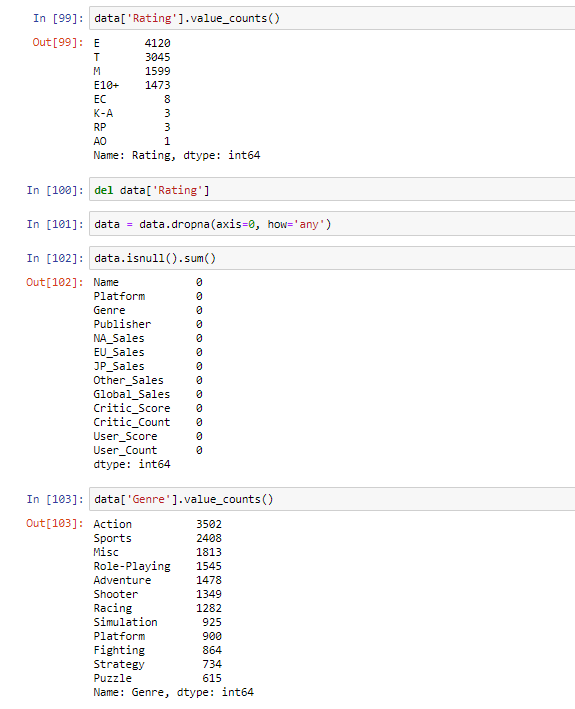 In [99]: data['Rating'].value_counts()
Out[99]: E 4120
T 3045
M 1599
E10+ 1473
EC 8
K-A 3
RP 3
AO 1
Name: Rating, dtype: int64
In [100]: del data['Rating']
In [101]: data = data.dropna(axis=0, how='any')
In [102]: data.isnull().sum()
Out[102]: Name 0
Platform 0
Genre 0
Publisher 0
NA_Sales 0
EU_Sales 0
JP_Sales 0
Other_Sales 0
Global_Sales 0
Critic_Score 0
Critic_Count 0
User_Score 0
User_Count 0
dtype: int64
In [103]: data['Genre'].value_counts()
Out[103]: Action 3502
Sports 2408
Misc 1813
Role-Playing 1545
Adventure 1478
Shooter 1349
Racing 1282
Simulation 925
Platform 900
Fighting 864
Strategy 734
Puzzle 615
Name: Genre, dtype: int64